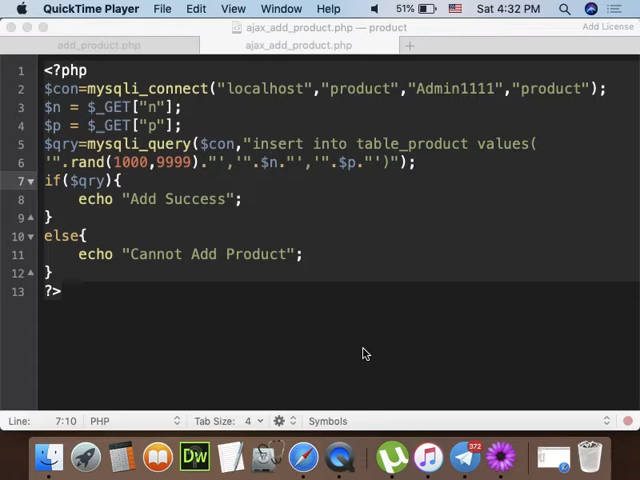 QuickTime Player File Edit View Window Help 51% Sat 4:32 PM
ajax_add_product.php — product
Add License
add_product.php ajax_add_product.php
1 <?php
2 $con=mysqli_connect("localhost","product","Admin1111","product");
3 $n = $_GET["n"];
4 $p = $_GET["p"];
5 $qry=mysqli_query($con,"insert into table_product values(
6 '".rand(1000,9999)."','".$n."','".$p."')");
7 if($qry){
8 echo "Add Success";
9 }
10 else{
11 echo "Cannot Add Product";
12 }
13 ?>
Line: 7:10 PHP Tab Size: 4 Symbols
Dw
372